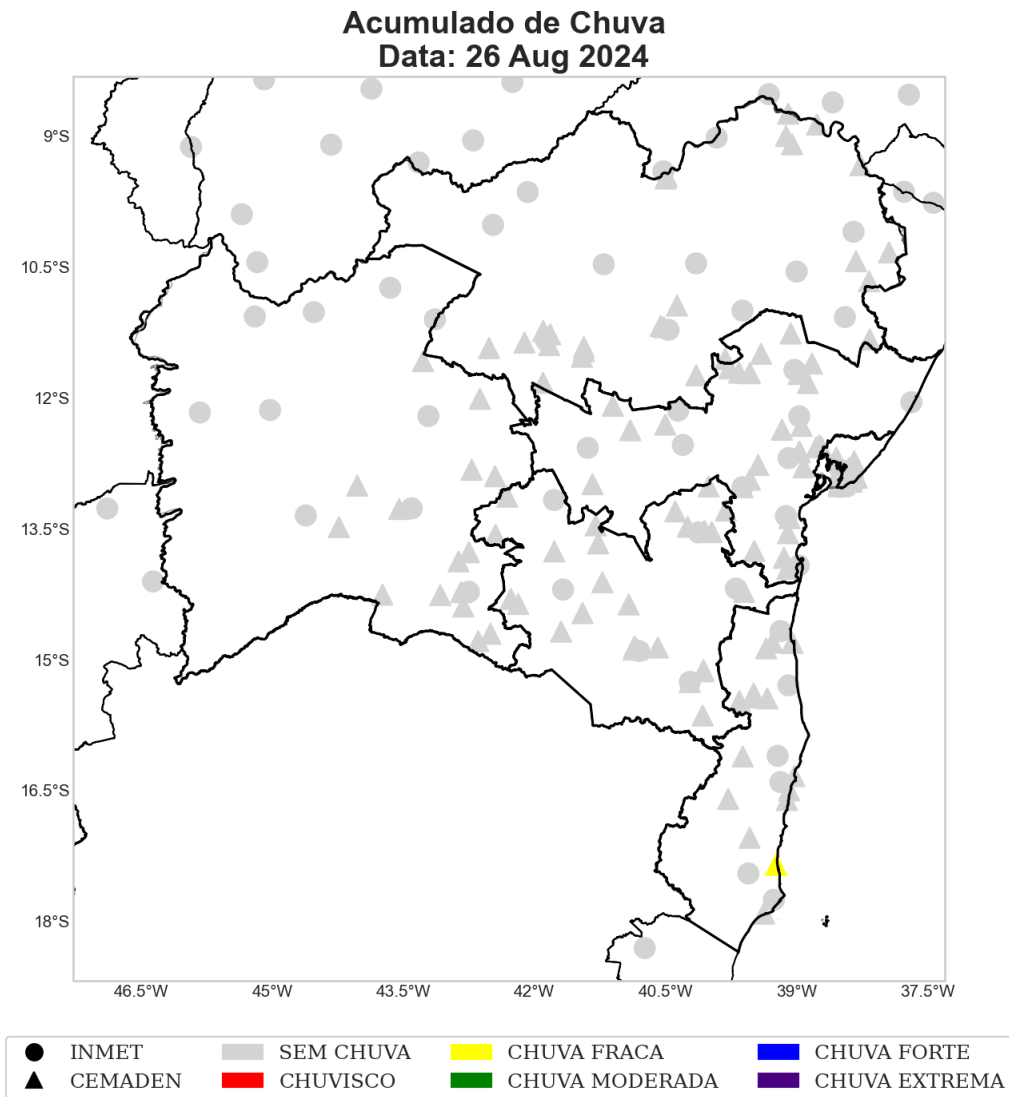 Acumulado de Chuva
Data: 26 Aug 2024
9°S
10.5°S
12°S
13.5°S
15°S
16.5°S
18°S
46.5°W 45°W 43.5°W 42°W 40.5°W 39°W 37.5°W
INMET SEM CHUVA CHUVA FRACA CHUVA FORTE
CEMADEN CHUVISCO CHUVA MODERADA CHUVA EXTREMA